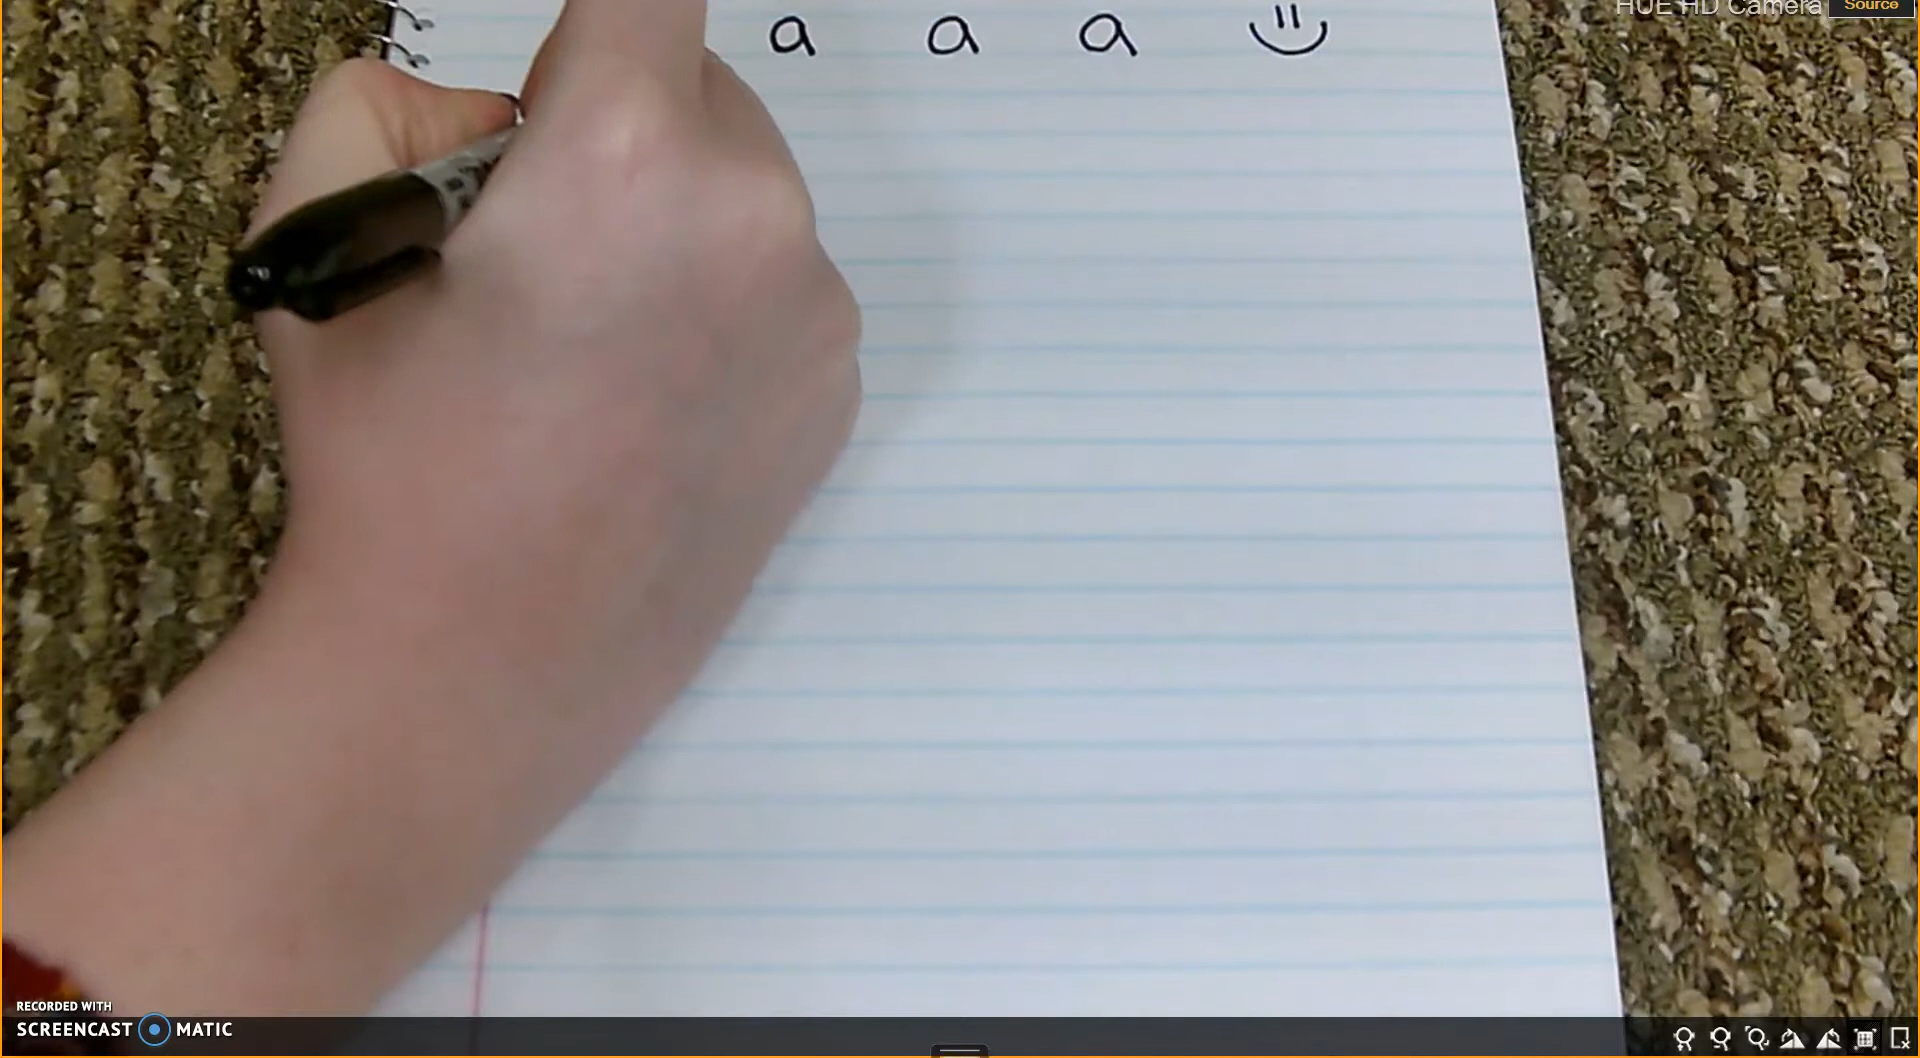 HUE HD Camera Source
a a a
RECORDED WITH
SCREENCAST MATIC